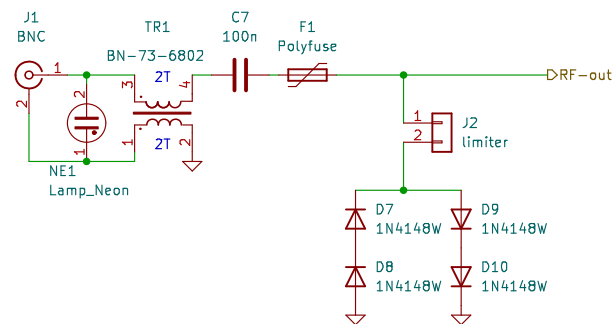 J1
BNC
1
2
TR1
BN-73-6802
2T
3
4
2T
1
2
2
1
NE1
Lamp_Neon
C7
100n
F1
Polyfuse
RF-out
1
2
J2
limiter
D7
1N4148W
D9
1N4148W
D8
1N4148W
D10
1N4148W